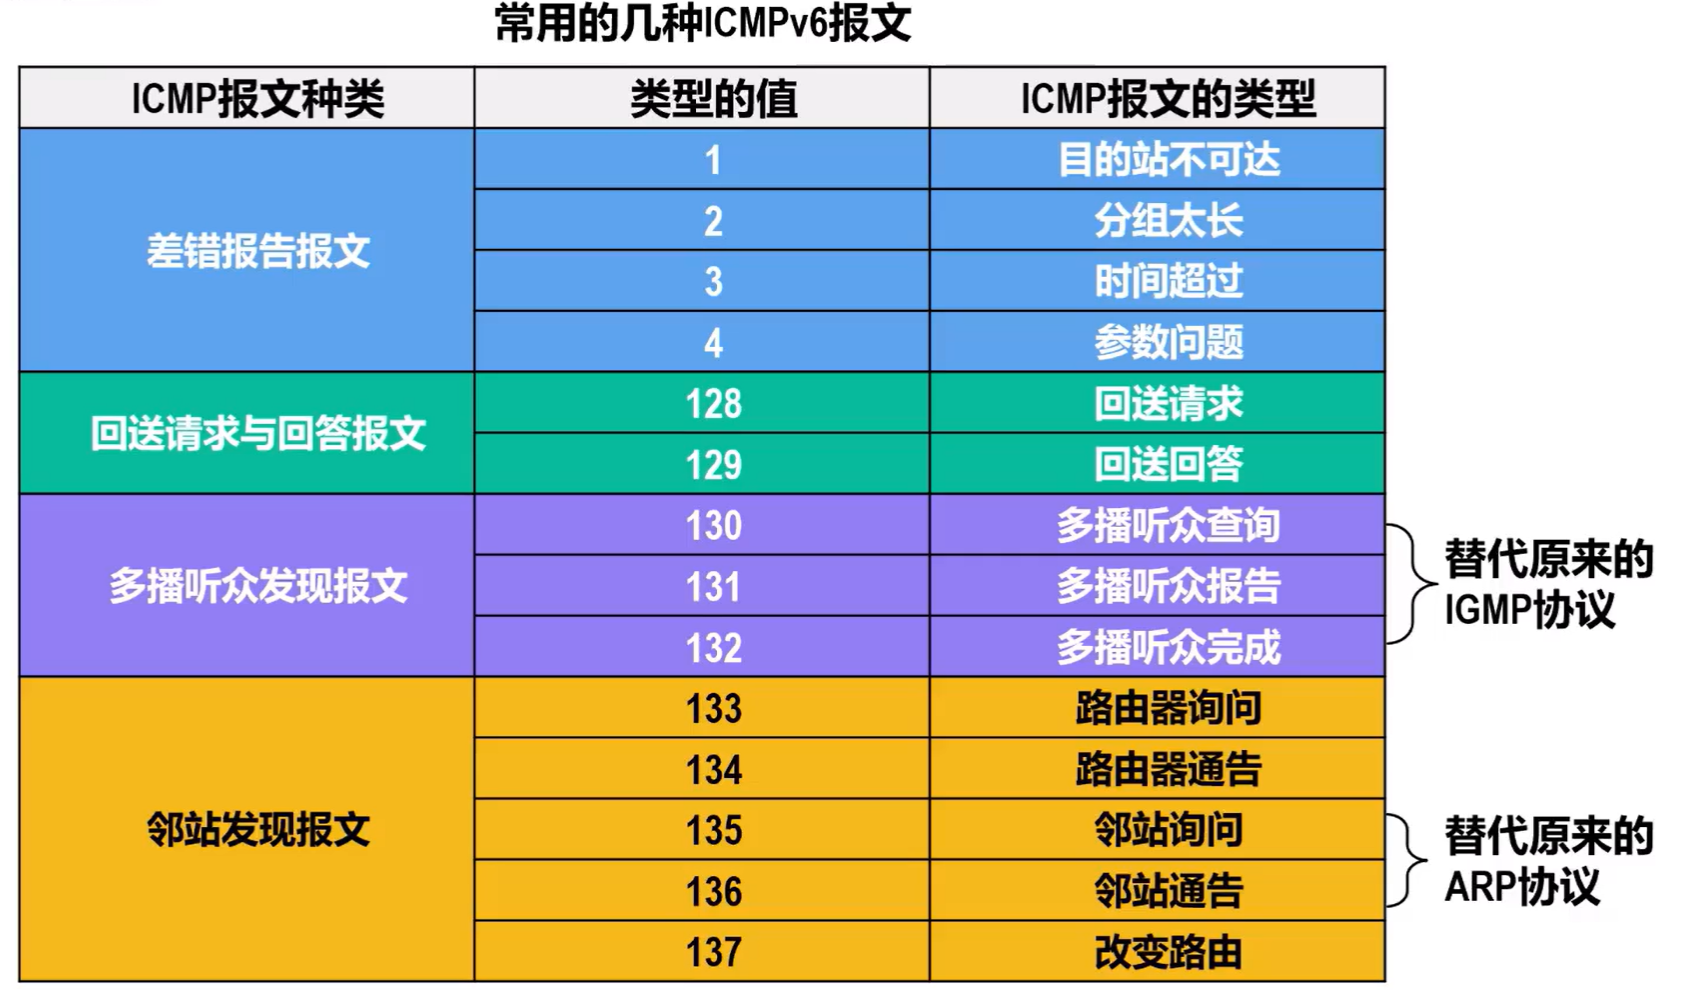 常用的几种ICMPv6报文
ICMP报文种类 类型的值 ICMP报文的类型
差错报告报文
1 目的站不可达
2 分组太长
3 时间超过
4 参数问题
回送请求与回答报文
128 回送请求
129 回送回答
多播听众发现报文
130 多播听众查询
131 多播听众报告
132 多播听众完成
替代原来的
IGMP协议
邻站发现报文
133 路由器询问
134 路由器通告
135 邻站询问
136 邻站通告
137 改变路由
替代原来的
ARP协议